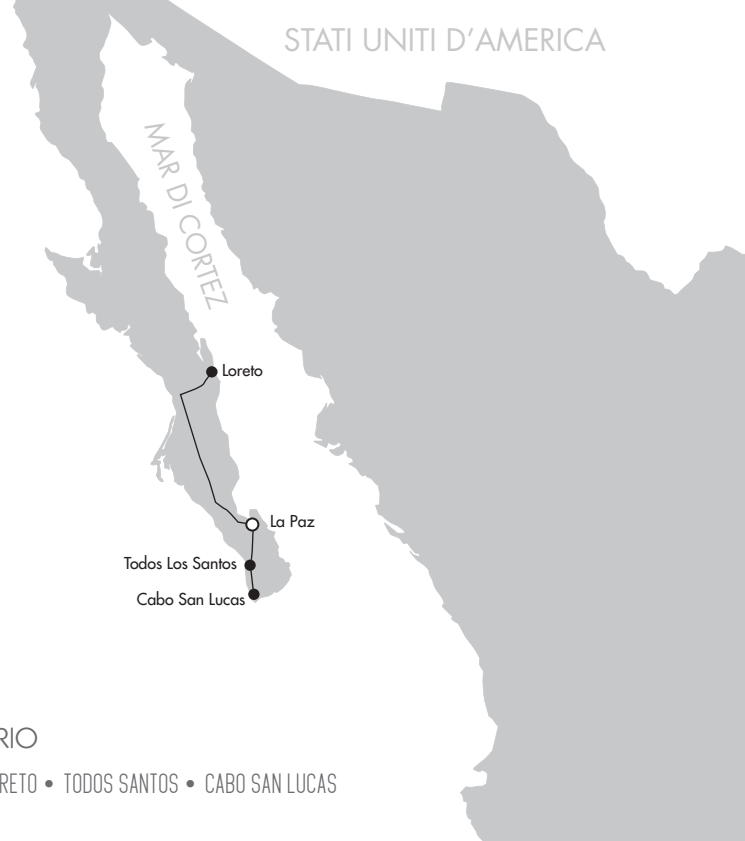 STATI UNITI D’AMERICA
MAR DI CORTEZ
Loreto
La Paz
Todos Los Santos
Cabo San Lucas
RIO
RETO • TODOS SANTOS • CABO SAN LUCAS